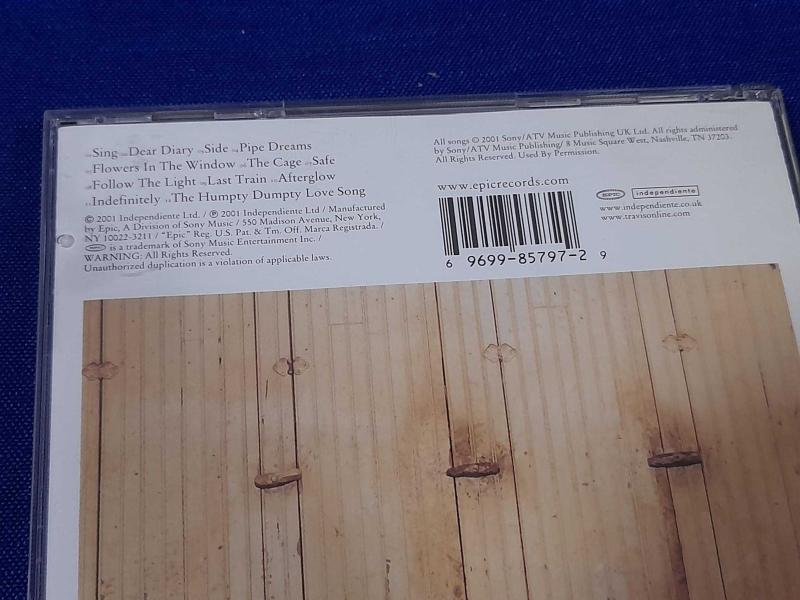 Sing Dear Diary Side Pipe Dreams
Flowers In The Window The Cage Safe
Follow The Light Last Train Afterglow
Indefinitely The Humpty Dumpty Love Song
© 2001 Independiente Ltd. / ℗ 2001 Independiente Ltd / Manufactured
by Epic, A Division of Sony Music / 550 Madison Avenue, New York,
NY 10022-3211 / "Epic" Reg. U.S. Pat. & Tm. Off. Marca Registrada. /
is a trademark of Sony Music Entertainment Inc. /
WARNING: All Rights Reserved.
Unauthorized duplication is a violation of applicable laws.
All songs © 2001 Sony/ATV Music Publishing UK Ltd. All rights administered
by Sony/ATV Music Publishing/ 8 Music Square West, Nashville, TN 37203.
All Rights Reserved. Used By Permission.
www.epicrecords.com
6 9699-85797-2 9
EPIC independiente
www.independiente.co.uk
www.travisonline.com